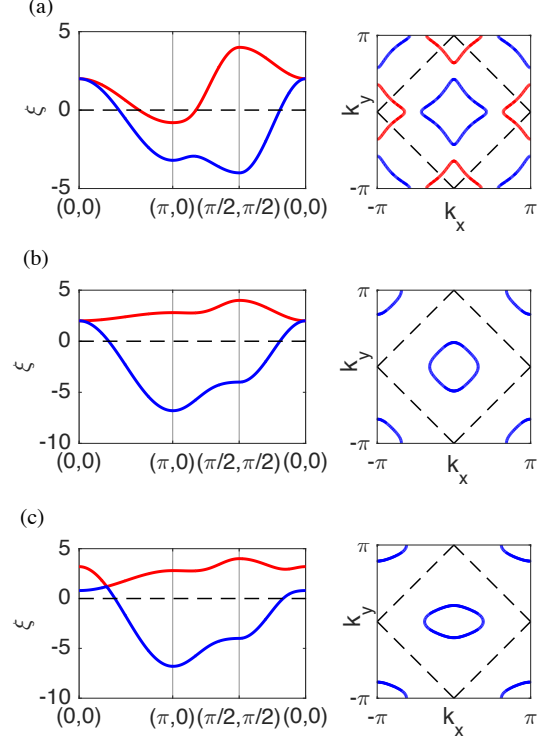 (a)
5
0
-5
ξ
(0,0)
(π,0)
(π/2,π/2)
(0,0)
π
k_y
-π
-π
k_x
π
(b)
5
0
-5
-10
ξ
(0,0)
(π,0)
(π/2,π/2)
(0,0)
π
k_y
-π
-π
k_x
π
(c)
5
0
-5
-10
ξ
(0,0)
(π,0)
(π/2,π/2)
(0,0)
π
k_y
-π
-π
k_x
π